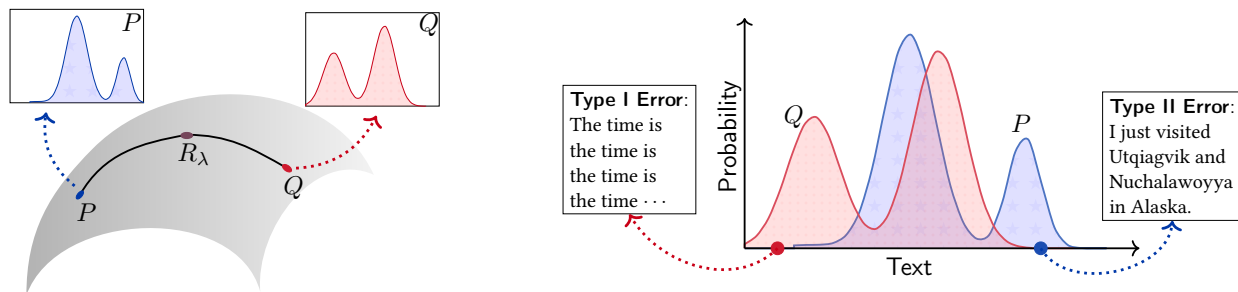 P
Q
R_λ
P
Q
Type I Error:
The time is
the time is
the time is
the time ⋯
Probability
Q
P
Text
Type II Error:
I just visited
Utqiagvik and
Nuchalawoyya
in Alaska.